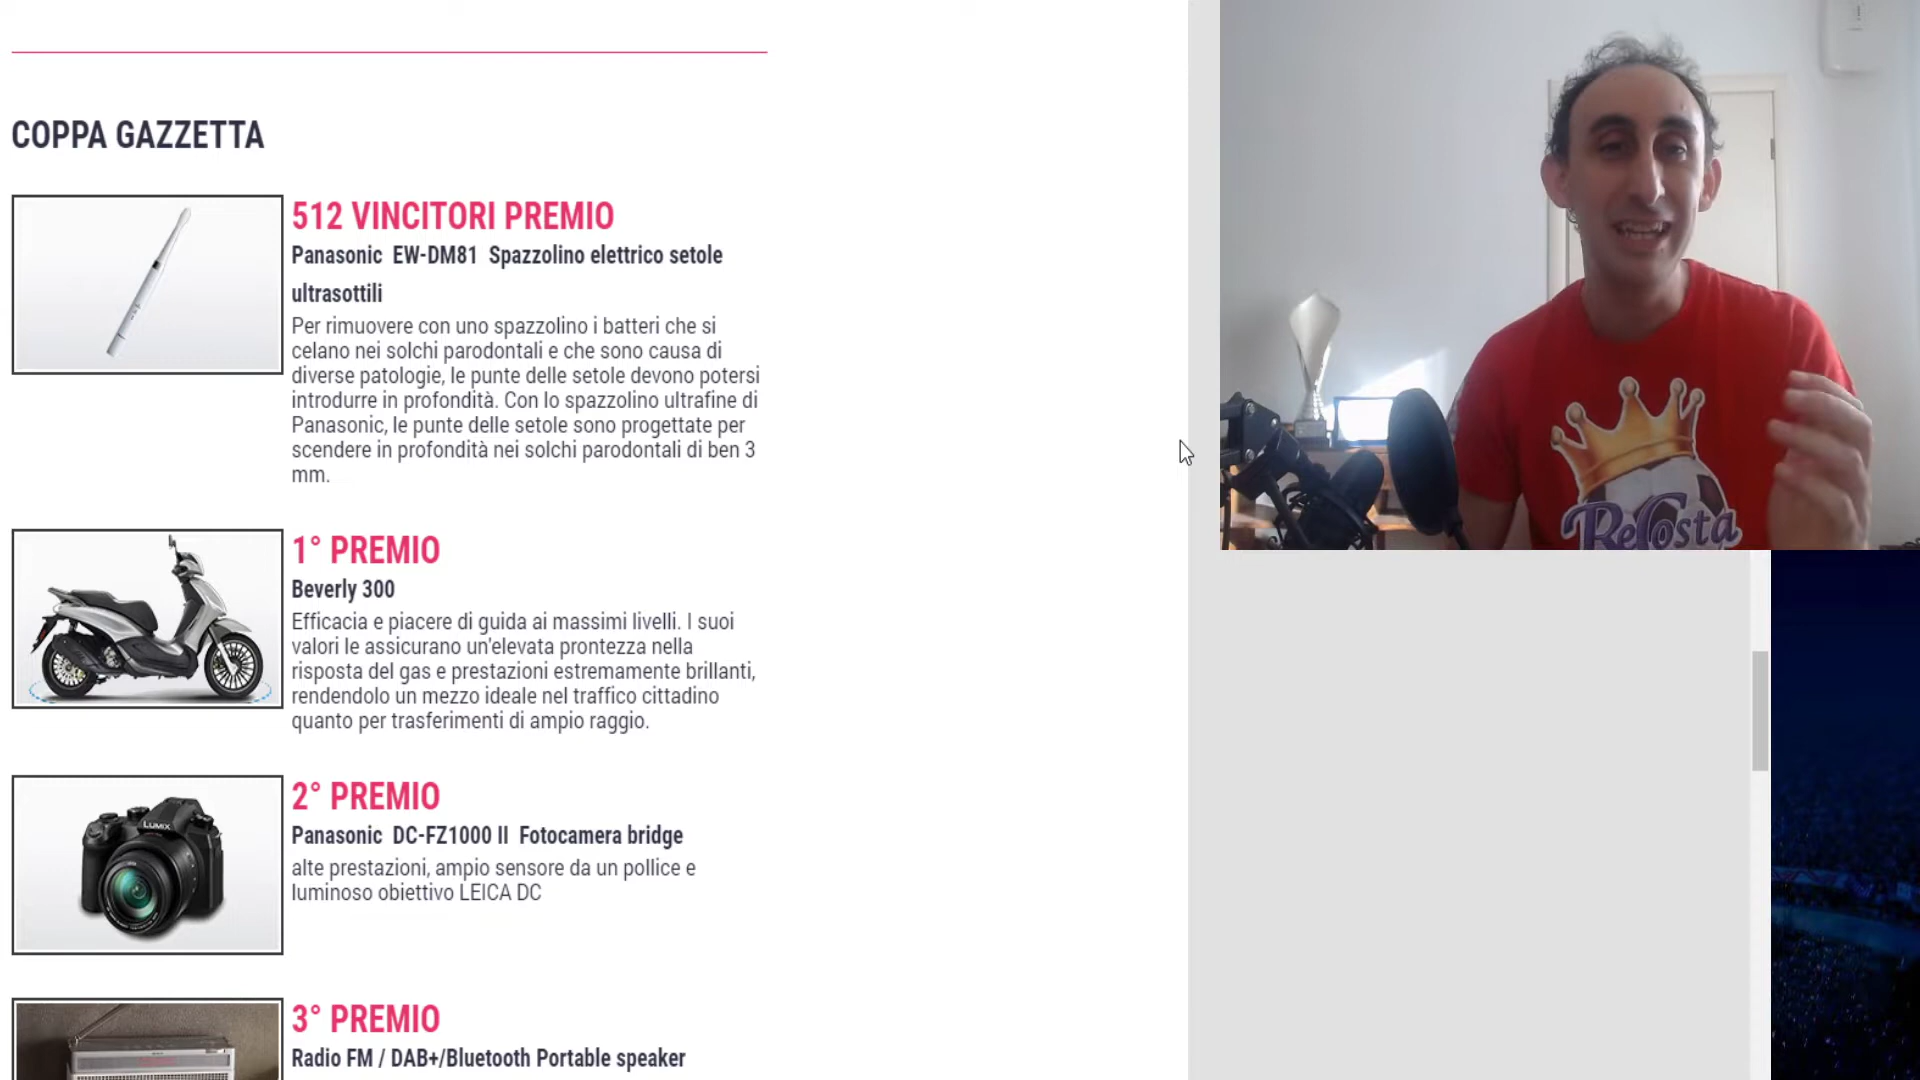 COPPA GAZZETTA
512 VINCITORI PREMIO
Panasonic EW-DM81 Spazzolino elettrico setole
ultrasottili
Per rimuovere con uno spazzolino i batteri che si
celano nei solchi parodontali e che sono causa di
diverse patologie, le punte delle setole devono potersi
introdurre in profondità. Con lo spazzolino ultrafine di
Panasonic, le punte delle setole sono progettate per
scendere in profondità nei solchi parodontali di ben 3
mm.
1° PREMIO
Beverly 300
Efficacia e piacere di guida ai massimi livelli. I suoi
valori le assicurano un'elevata prontezza nella
risposta del gas e prestazioni estremamente brillanti,
rendendolo un mezzo ideale nel traffico cittadino
quanto per trasferimenti di ampio raggio.
LUMIX
2° PREMIO
Panasonic DC-FZ1000 II Fotocamera bridge
alte prestazioni, ampio sensore da un pollice e
luminoso obiettivo LEICA DC
3° PREMIO
Radio FM / DAB+/Bluetooth Portable speaker
ReCosta